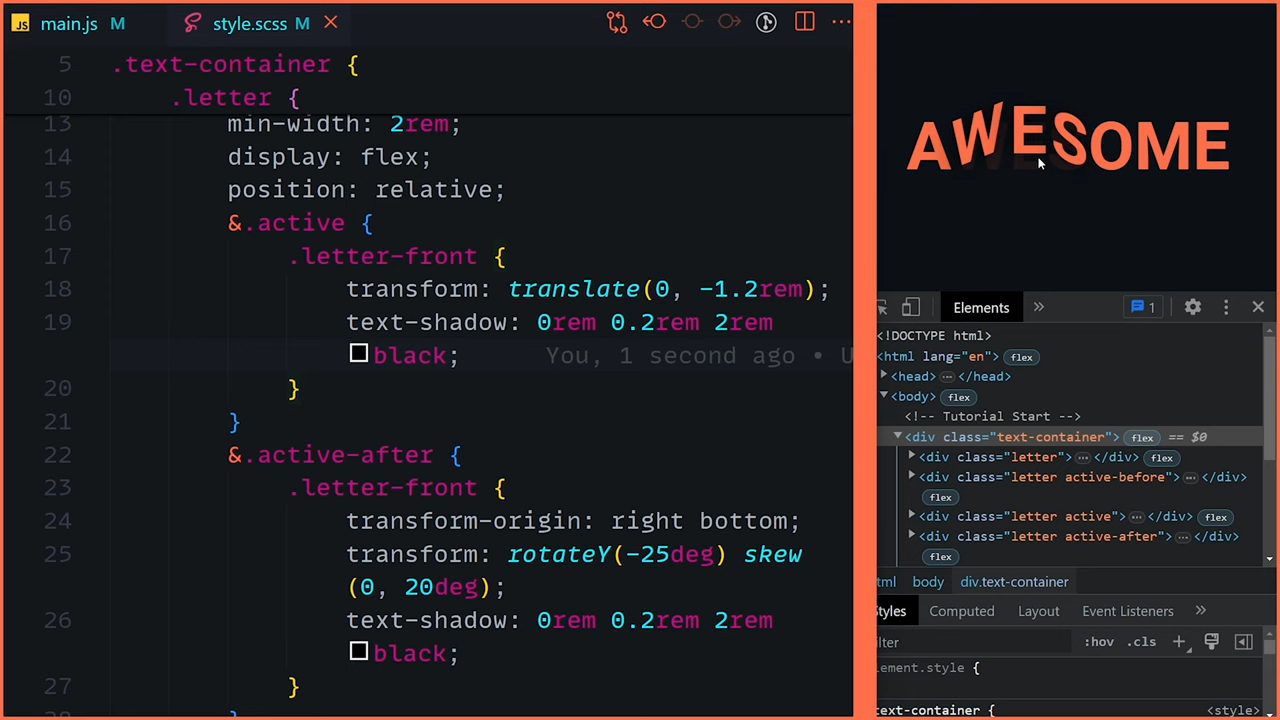 JS main.js M style.scss M
5 .text-container {
10 .letter {
13 min-width: 2rem;
14 display: flex;
15 position: relative;
16 &.active {
17 .letter-front {
18 transform: translate(0, -1.2rem);
19 text-shadow: 0rem 0.2rem 2rem
black; You, 1 second ago • U
20 }
21 }
22 &.active-after {
23 .letter-front {
24 transform-origin: right bottom;
25 transform: rotateY(-25deg) skew
(0, 20deg);
26 text-shadow: 0rem 0.2rem 2rem
black;
27 }
}
AWESOME
Elements » 1
<!DOCTYPE html>
<html lang="en"> flex
<head> … </head>
<body> flex
<!-- Tutorial Start -->
<div class="text-container"> flex == $0
<div class="letter"> … </div> flex
<div class="letter active-before"> … </div>
flex
<div class="letter active"> … </div> flex
<div class="letter active-after"> … </div>
flex
tml body div.text-container
Styles Computed Layout Event Listeners »
ilter :hov .cls +
element.style {
text-container { <style>